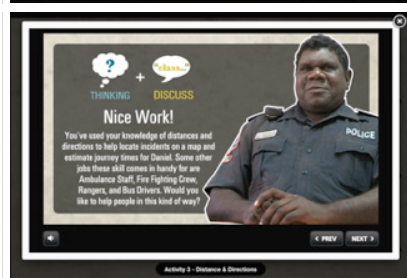 ?
"class..."
THINKING + DISCUSS
Nice Work!
You've used your knowledge of distances and
directions to help locate incidents on a map and
estimate journey times for Daniel. Some other
jobs these skill comes in handy for are
Ambulance Staff, Fire Fighting Crew,
Rangers, and Bus Drivers. Would you
like to help people in this kind of way?
POLICE
< PREV
NEXT >
Activity 3 - Distance & Directions